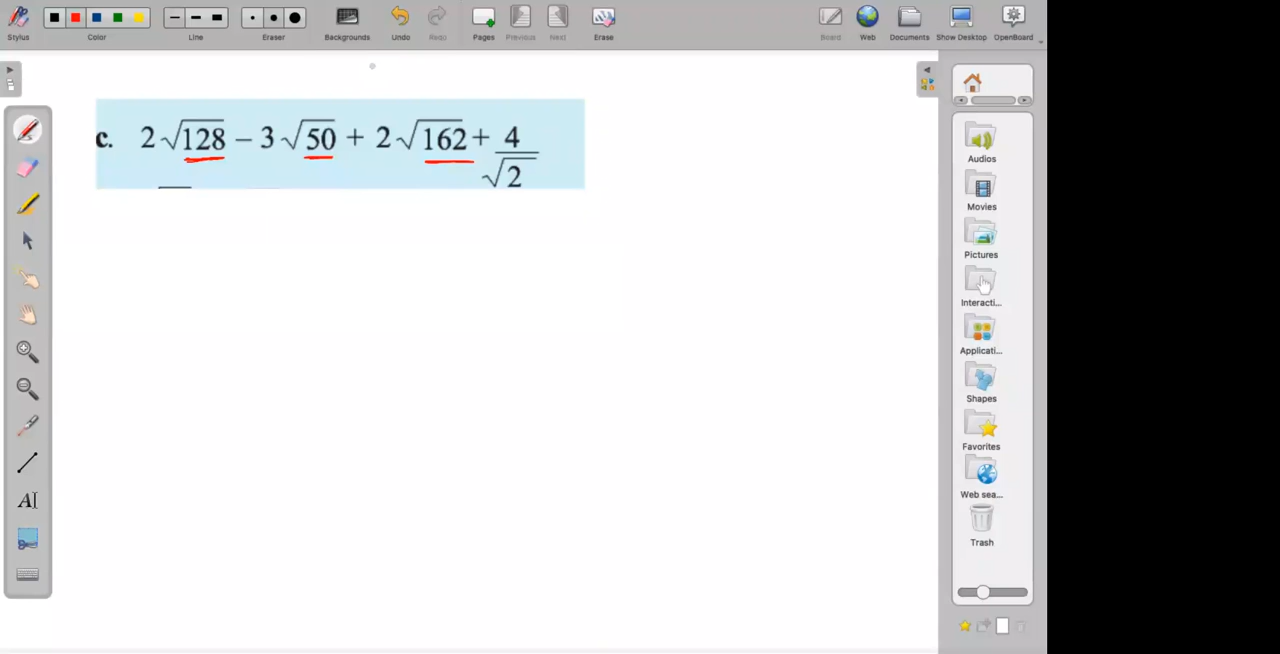 Stylus Color Line Eraser Backgrounds Undo Redo Pages Previous Next Erase Board Web Documents Show Desktop OpenBoard
c. 2√128 − 3√50 + 2√162 + 4/√2
Audios
Movies
Pictures
Interacti...
Applicati...
Shapes
Favorites
Web sea...
Trash